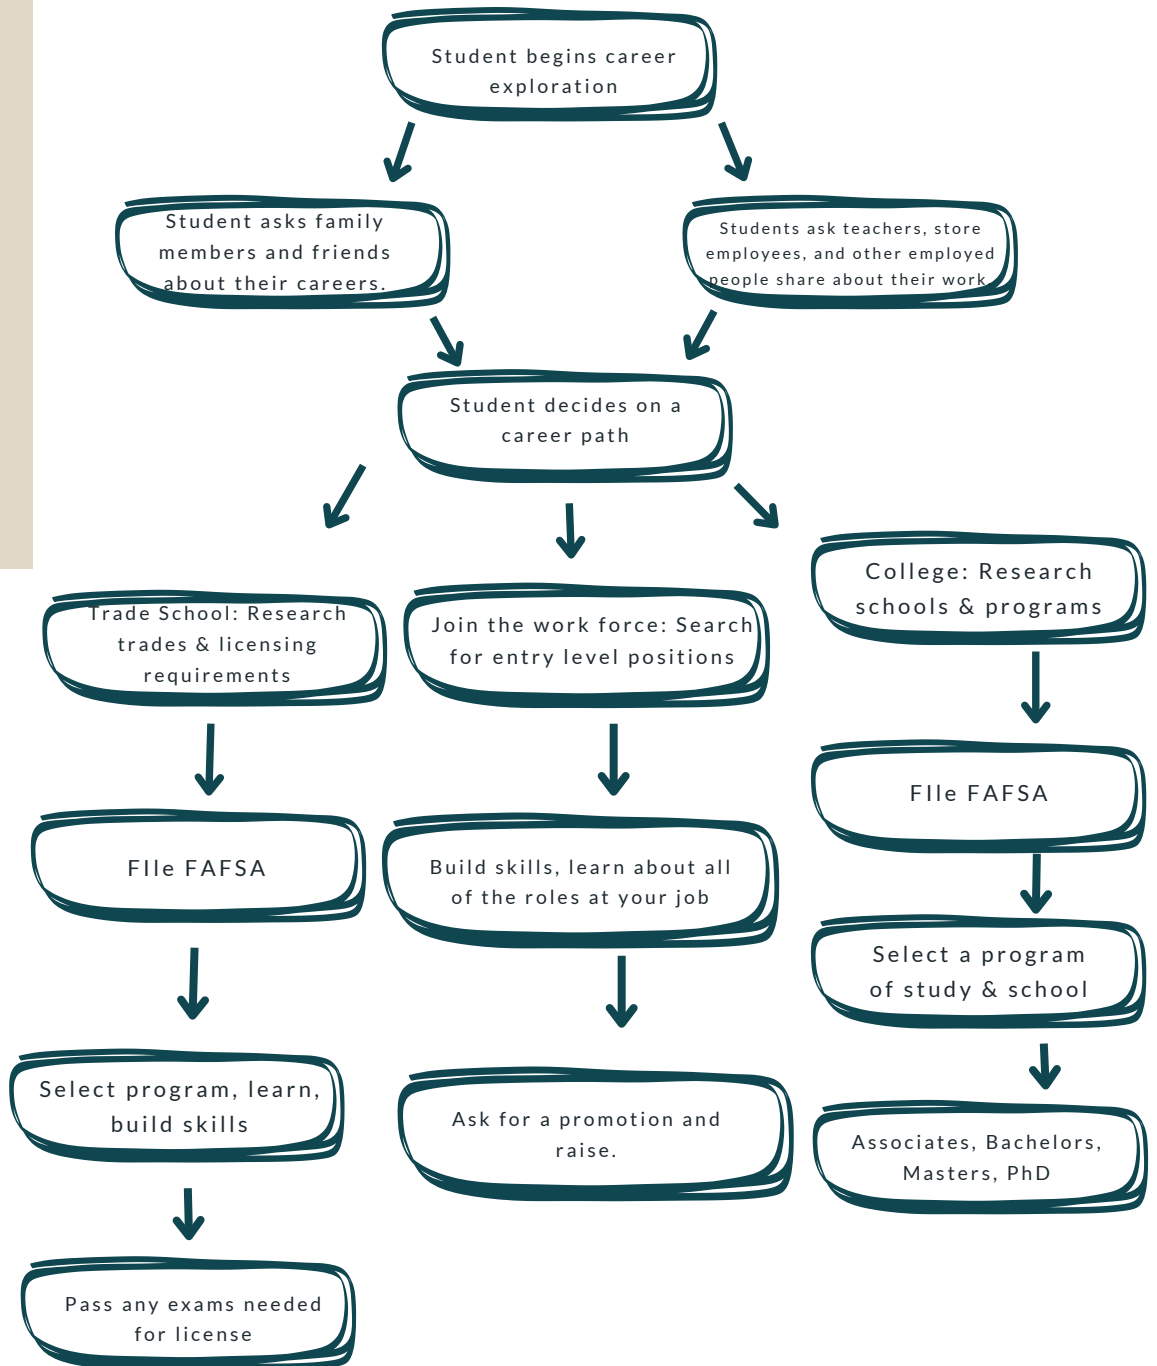 Student begins career
exploration
Student asks family
members and friends
about their careers.
Students ask teachers, store
employees, and other employed
people share about their work.
Student decides on a
career path
Trade School: Research
trades & licensing
requirements
Join the work force: Search
for entry level positions
College: Research
schools & programs
FIle FAFSA
Build skills, learn about all
of the roles at your job
FIle FAFSA
Select program, learn,
build skills
Ask for a promotion and
raise.
Select a program
of study & school
Associates, Bachelors,
Masters, PhD
Pass any exams needed
for license